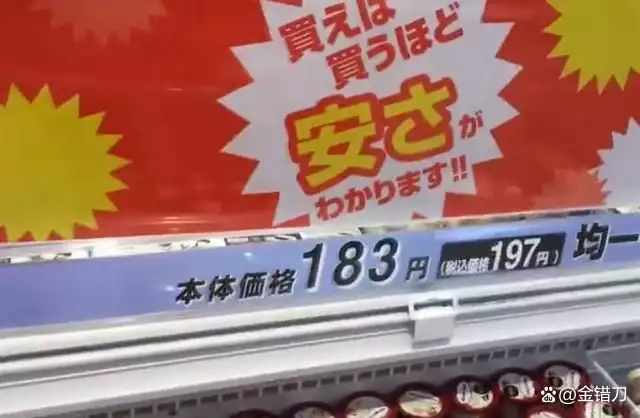 買えば
買うほど
安さが
わかります!!
本体価格183円 (税込価格197円) 均一
金错刀